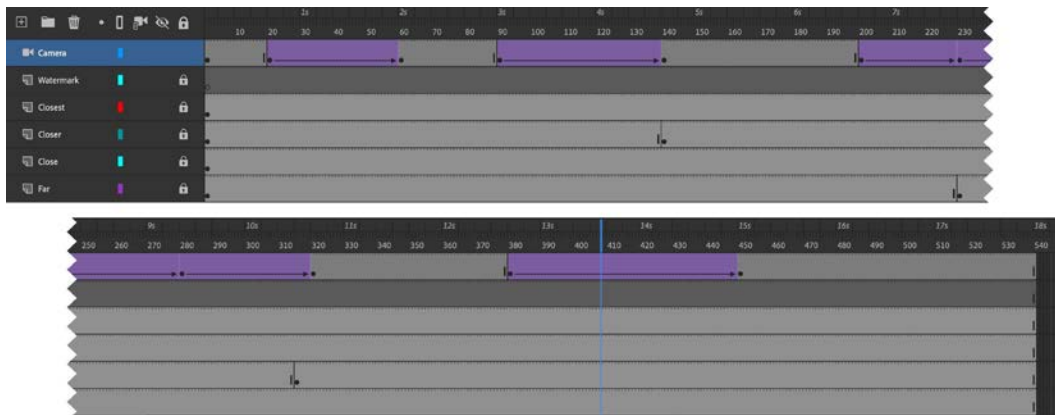 1s 2s 3s 4s 5s 6s 7s
10 20 30 40 50 60 70 80 90 100 110 120 130 140 150 160 170 180 190 200 210 220 230
Camera
Watermark
Closest
Closer
Close
Far
9s 10s 11s 12s 13s 14s 15s 16s 17s 18s
250 260 270 280 290 300 310 320 330 340 350 360 370 380 390 400 410 420 430 440 450 460 470 480 490 500 510 520 530 540